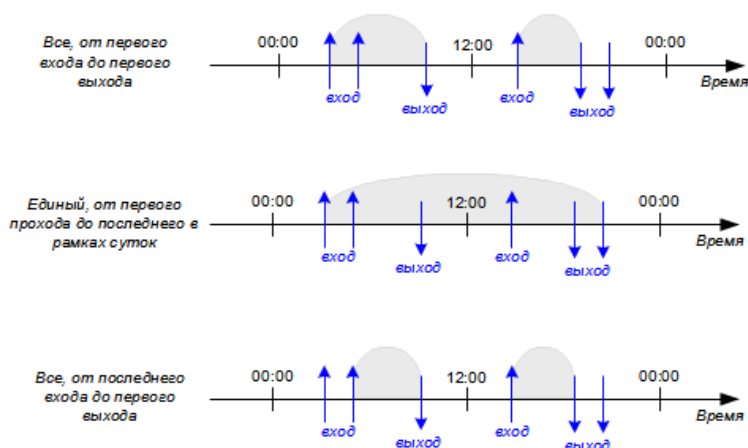 Все, от первого
входа до первого
выхода
00:00
12:00
00:00
вход
выход
вход
выход
Время
Единый, от первого
прохода до последнего в
рамках суток
00:00
12:00
00:00
вход
выход
вход
выход
Время
Все, от последнего
входа до первого
выхода
00:00
12:00
00:00
вход
выход
вход
выход
Время